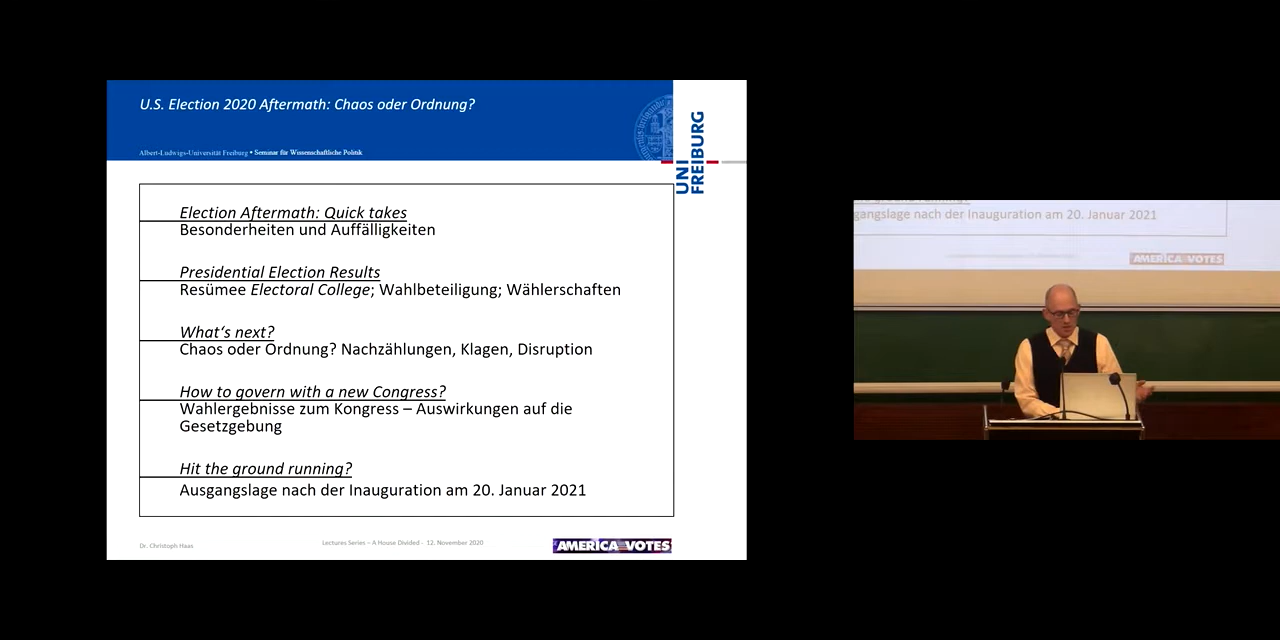 U.S. Election 2020 Aftermath: Chaos oder Ordnung?
Albert-Ludwigs-Universität Freiburg • Seminar für Wissenschaftliche Politik
UNI
FREIBURG
Election Aftermath: Quick takes
Besonderheiten und Auffälligkeiten
Presidential Election Results
Resümee Electoral College; Wahlbeteiligung; Wählerschaften
What‘s next?
Chaos oder Ordnung? Nachzählungen, Klagen, Disruption
How to govern with a new Congress?
Wahlergebnisse zum Kongress – Auswirkungen auf die
Gesetzgebung
Hit the ground running?
Ausgangslage nach der Inauguration am 20. Januar 2021
Dr. Christoph Haas
Lectures Series – A House Divided - 12. November 2020
AMERICA VOTES
gangslage nach der Inauguration am 20. Januar 2021
AMERICA VOTES